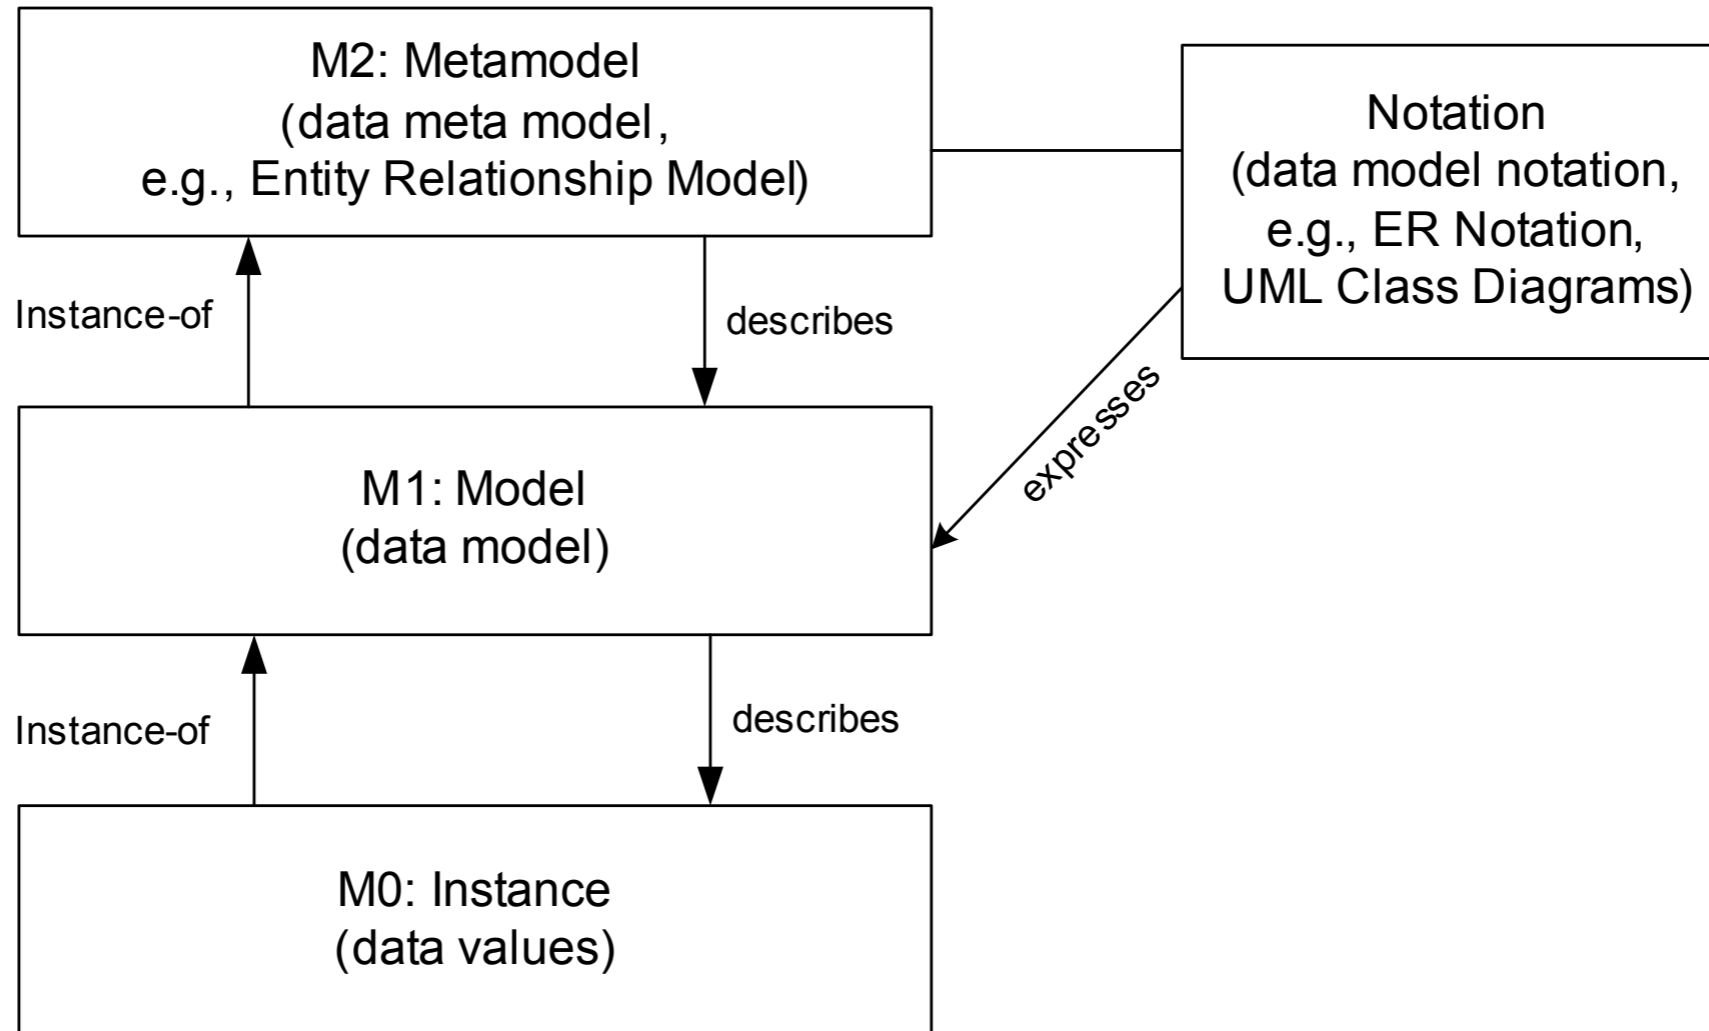 M2: Metamodel
(data meta model,
e.g., Entity Relationship Model)
Notation
(data model notation,
e.g., ER Notation,
UML Class Diagrams)
Instance-of
describes
expresses
M1: Model
(data model)
Instance-of
describes
M0: Instance
(data values)